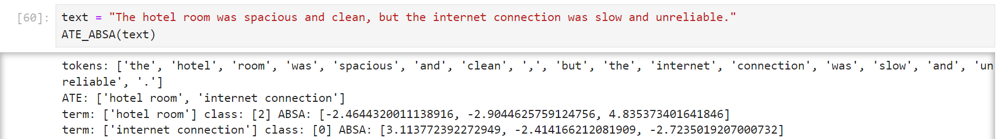 [60]: text = "The hotel room was spacious and clean, but the internet connection was slow and unreliable."
ATE_ABSA(text)
tokens: ['the', 'hotel', 'room', 'was', 'spacious', 'and', 'clean', ',', 'but', 'the', 'internet', 'connection', 'was', 'slow', 'and', 'un
reliable', '.']
ATE: ['hotel room', 'internet connection']
term: ['hotel room'] class: [2] ABSA: [-2.4644320011138916, -2.9044625759124756, 4.835373401641846]
term: ['internet connection'] class: [0] ABSA: [3.113772392272949, -2.414166212081909, -2.7235019207000732]